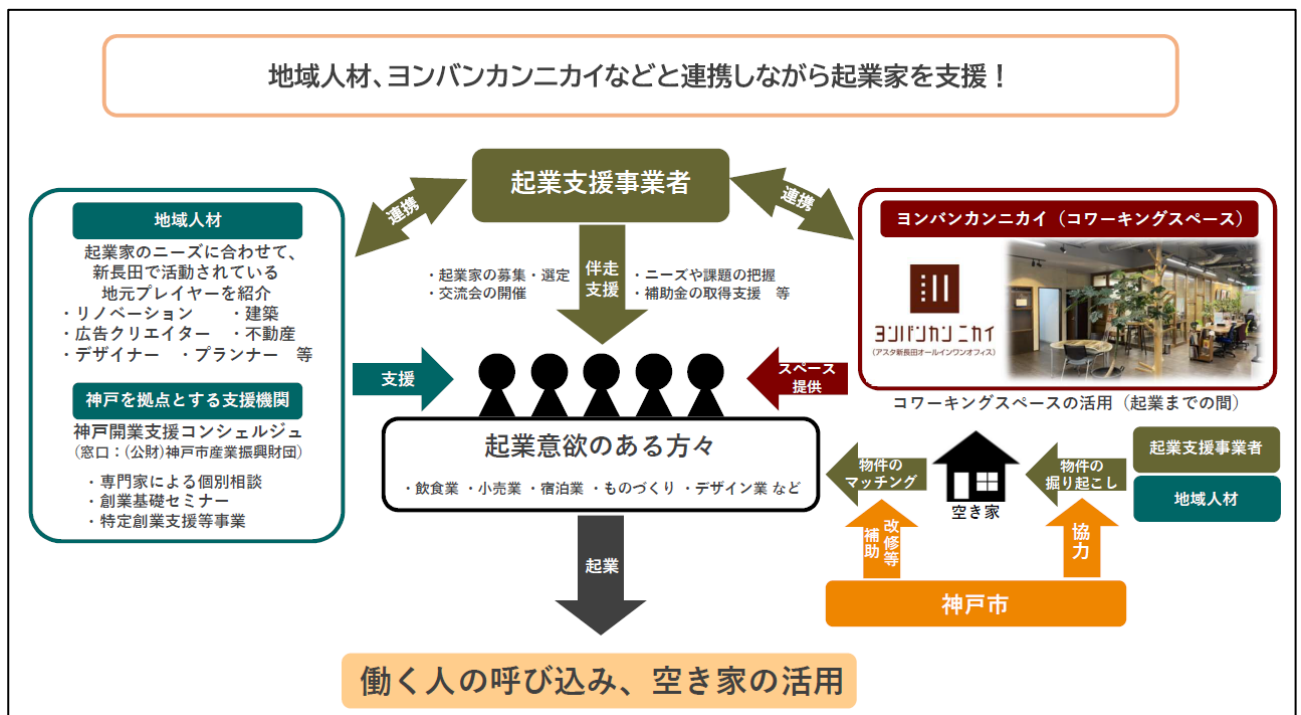 地域人材、ヨンバンカンニカイなどと連携しながら起業家を支援！
起業支援事業者
連携
連携
地域人材
起業家のニーズに合わせて、
新長田で活動されている
地元プレイヤーを紹介
・リノベーション ・建築
・広告クリエイター ・不動産
・デザイナー ・プランナー 等
神戸を拠点とする支援機関
神戸開業支援コンシェルジュ
(窓口：(公財)神戸市産業振興財団)
・専門家による個別相談
・創業基礎セミナー
・特定創業支援等事業
・起業家の募集・選定
・交流会の開催
伴走
支援
・ニーズや課題の把握
・補助金の取得支援 等
ヨンバンカンニカイ（コワーキングスペース）
ヨンバンカン ニカイ
(アスタ新長田オールインワンオフィス)
コワーキングスペースの活用（起業までの間）
支援
スペース
提供
起業意欲のある方々
・飲食業 ・小売業 ・宿泊業 ・ものづくり ・デザイン業 など
物件の
マッチング
空き家
物件の
掘り起こし
起業支援事業者
地域人材
改修等
補助
協力
神戸市
起業
働く人の呼び込み、空き家の活用